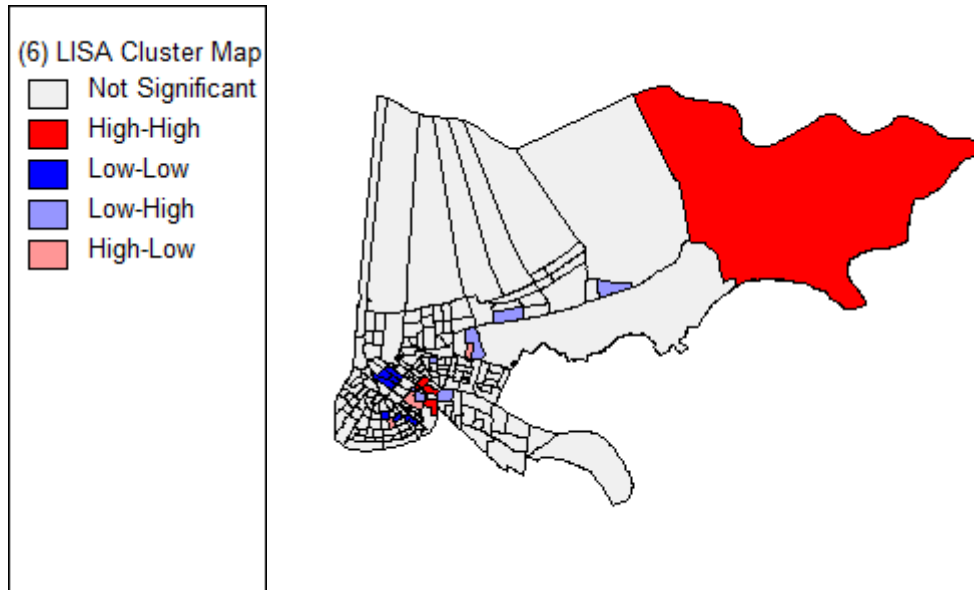 (6) LISA Cluster Map
Not Significant
High-High
Low-Low
Low-High
High-Low